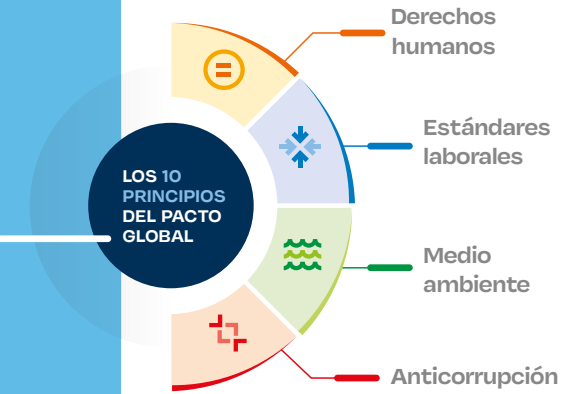 Derechos
humanos
Estándares
laborales
LOS 10
PRINCIPIOS
DEL PACTO
GLOBAL
Medio
ambiente
Anticorrupción